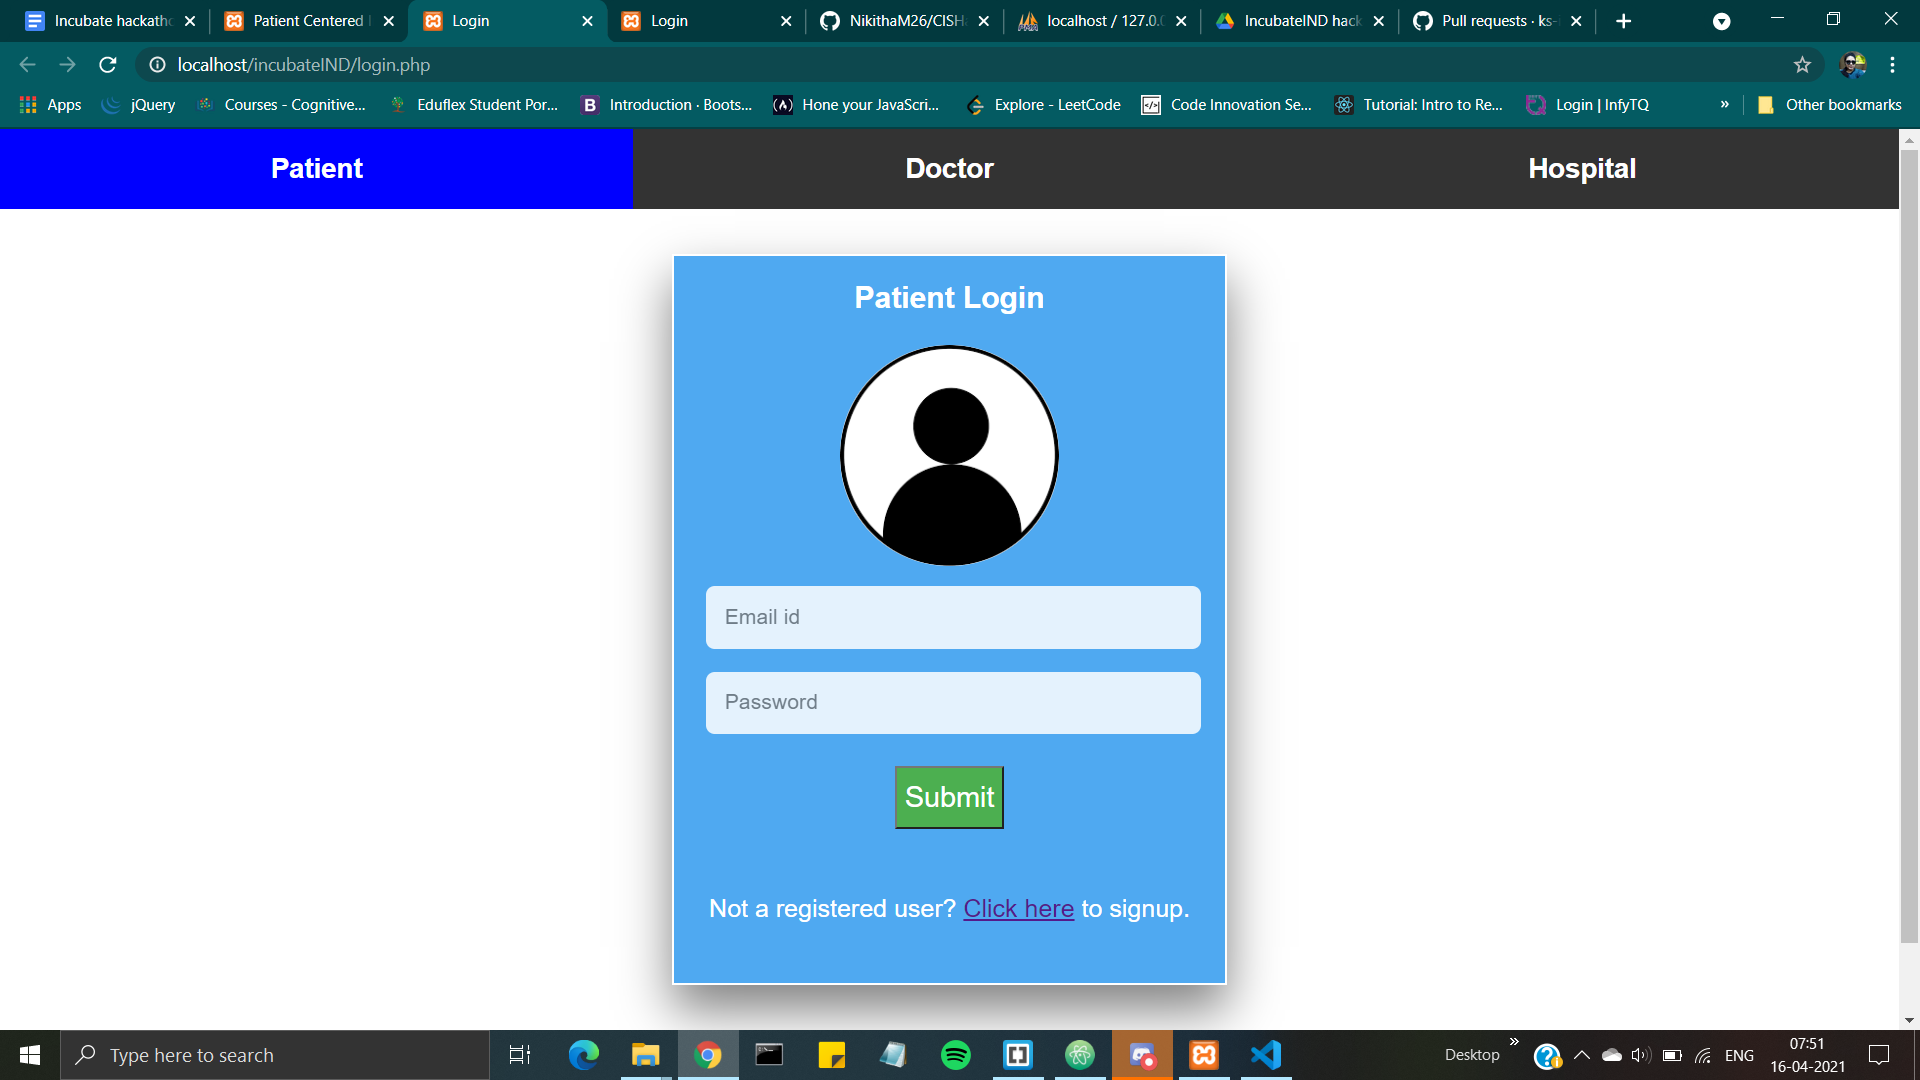 Incubate hackatho
Patient Centered
Login
Login
NikithaM26/CISH
localhost / 127.0.0
IncubateIND hack
Pull requests · ks-
localhost/incubateIND/login.php
Apps
jQuery
Courses - Cognitive...
Eduflex Student Por...
B
Introduction · Boots...
Hone your JavaScri...
Explore - LeetCode
Code Innovation Se...
Tutorial: Intro to Re...
Login | InfyTQ
»
Other bookmarks
Patient
Doctor
Hospital
Patient Login
Email id
Password
Submit
Not a registered user? Click here to signup.
Type here to search
Desktop
»
ENG
07:51
16-04-2021